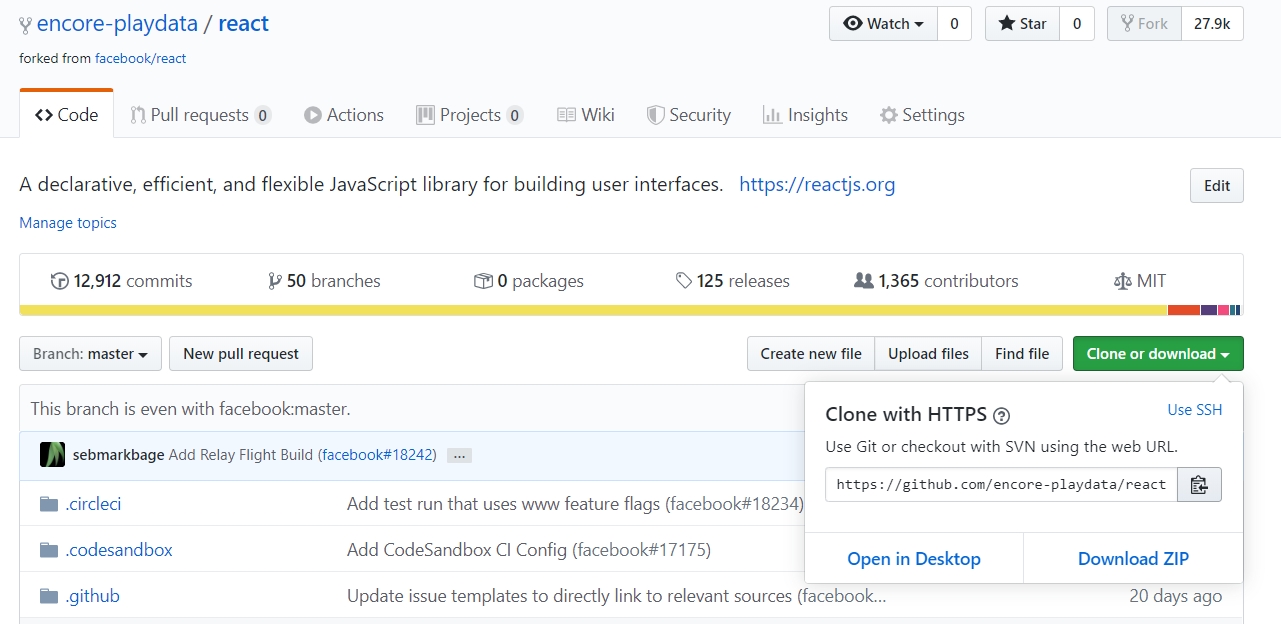 encore-playdata / react
Watch 0 Star 0 Fork 27.9k
forked from facebook/react
Code Pull requests 0 Actions Projects 0 Wiki Security Insights Settings
A declarative, efficient, and flexible JavaScript library for building user interfaces. https://reactjs.org
Edit
Manage topics
12,912 commits 50 branches 0 packages 125 releases 1,365 contributors MIT
Branch: master New pull request Create new file Upload files Find file Clone or download
This branch is even with facebook:master.
Clone with HTTPS Use SSH
Use Git or checkout with SVN using the web URL.
https://github.com/encore-playdata/react
Open in Desktop Download ZIP
sebmarkbage Add Relay Flight Build (facebook#18242) ...
.circleci Add test run that uses www feature flags (facebook#18234)
.codesandbox Add CodeSandbox CI Config (facebook#17175)
.github Update issue templates to directly link to relevant sources (facebook... 20 days ago